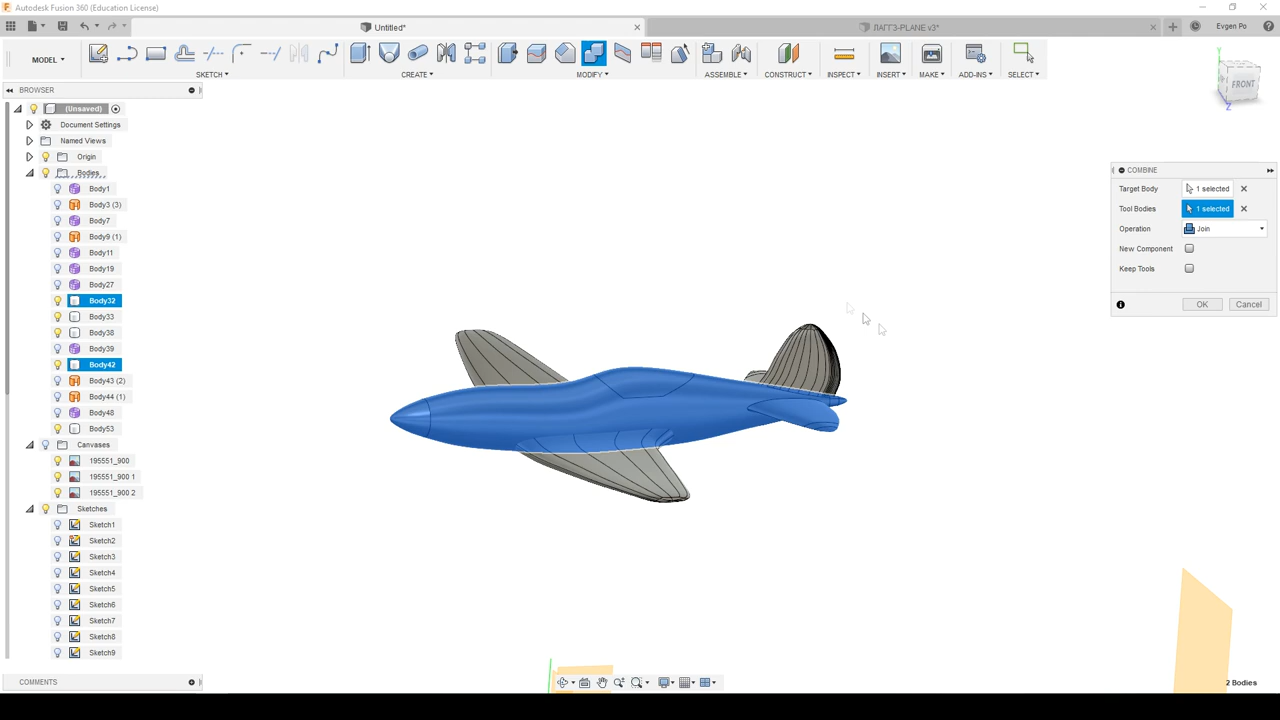 Autodesk Fusion 360 (Education License)
Untitled*
ЛАГГ3-PLANE v3*
Evgen Po
MODEL
SKETCH
CREATE
MODIFY
ASSEMBLE
CONSTRUCT
INSPECT
INSERT
MAKE
ADD-INS
SELECT
BROWSER
(Unsaved)
Document Settings
Named Views
Origin
Bodies
Body1
Body3 (3)
Body7
Body9 (1)
Body11
Body19
Body27
Body32
Body33
Body38
Body39
Body42
Body43 (2)
Body44 (1)
Body48
Body53
Canvases
195551_900
195551_900 1
195551_900 2
Sketches
Sketch1
Sketch2
Sketch3
Sketch4
Sketch5
Sketch6
Sketch7
Sketch8
Sketch9
COMMENTS
FRONT
Y
Z
COMBINE
Target Body 1 selected
Tool Bodies 1 selected
Operation Join
New Component
Keep Tools
OK Cancel
2 Bodies